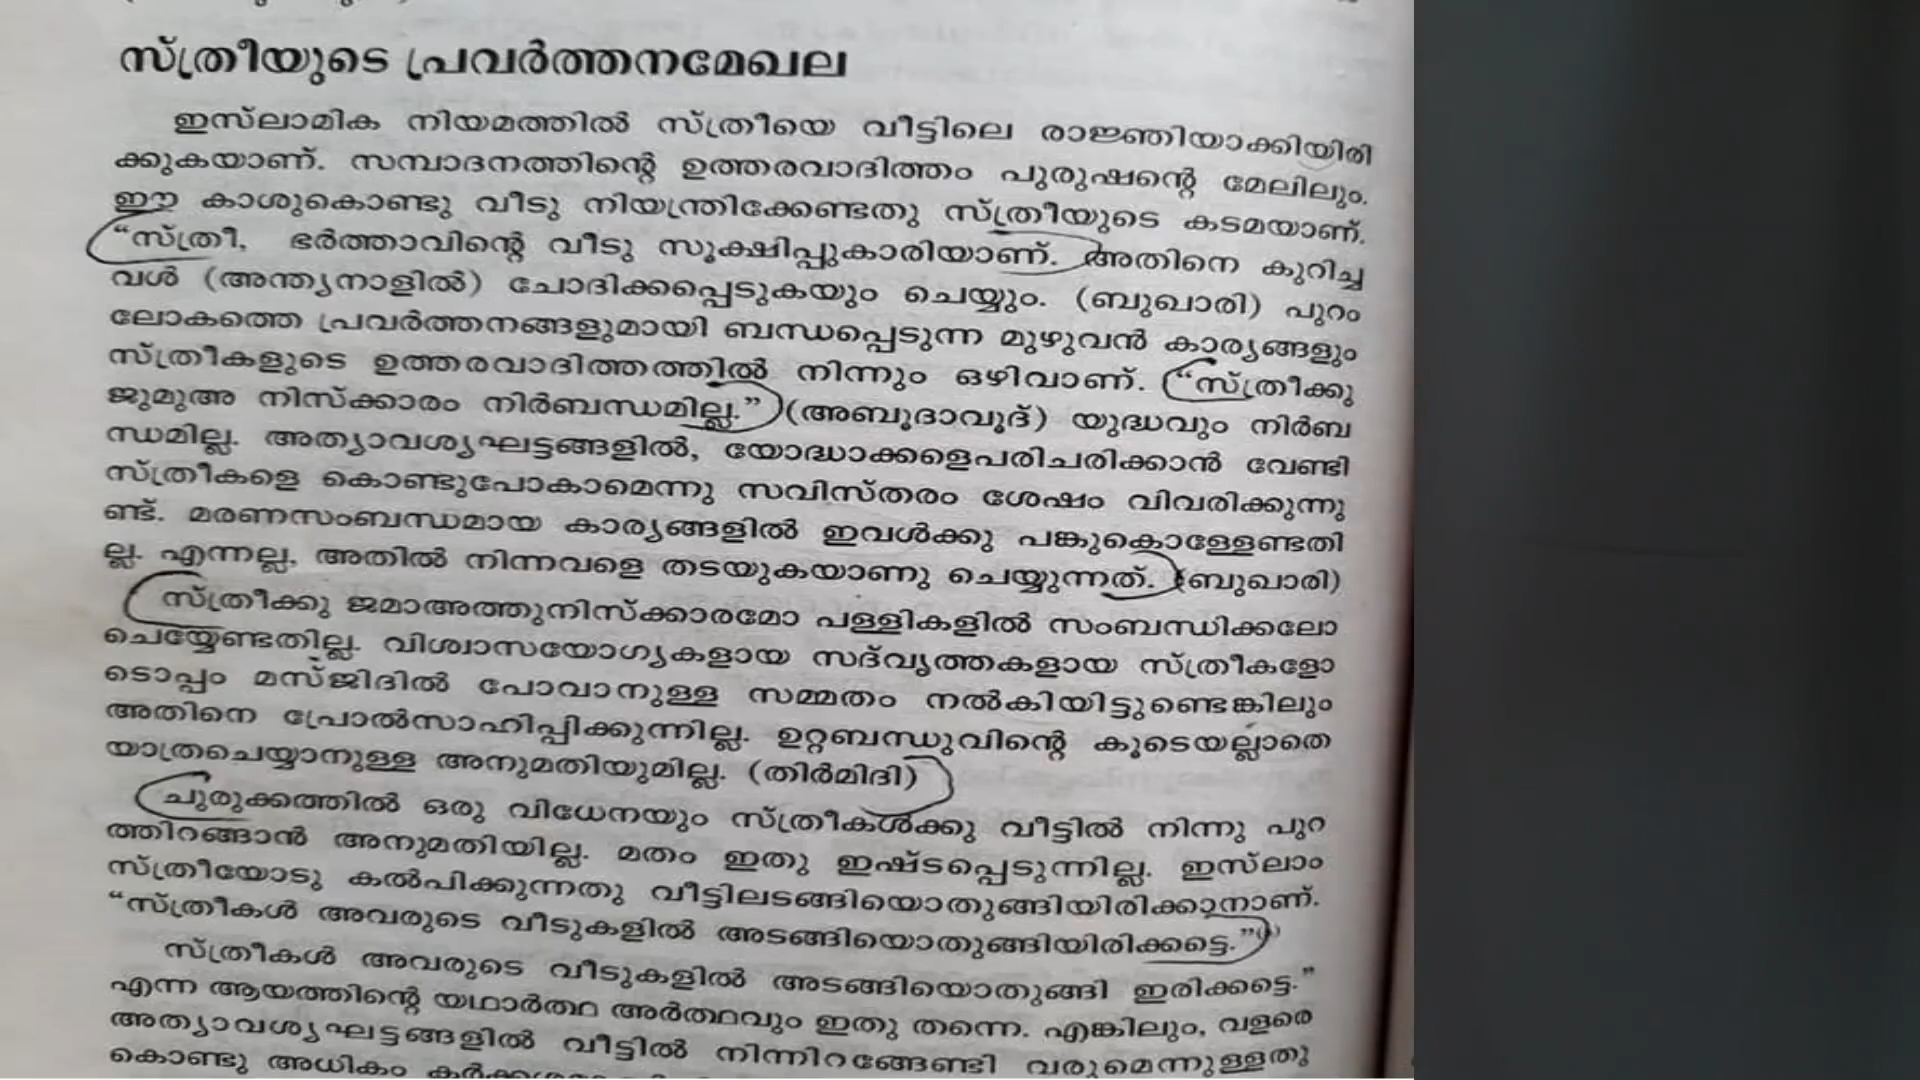 സ്ത്രീയുടെ പ്രവർത്തനമേഖല
ഇസ്‌ലാമിക നിയമത്തിൽ സ്ത്രീയെ വീട്ടിലെ രാജ്ഞിയാക്കിയിരി
ക്കുകയാണ്. സമ്പാദനത്തിന്റെ ഉത്തരവാദിത്തം പുരുഷന്റെ മേലിലും.
ഈ കാശുകൊണ്ടു വീടു നിയന്ത്രിക്കേണ്ടതു സ്ത്രീയുടെ കടമയാണ്.
“സ്ത്രീ, ഭർത്താവിന്റെ വീടു സൂക്ഷിപ്പുകാരിയാണ്. അതിനെ കുറിച്ച
വൾ (അന്ത്യനാളിൽ) ചോദിക്കപ്പെടുകയും ചെയ്യും. (ബുഖാരി) പുറം
ലോകത്തെ പ്രവർത്തനങ്ങളുമായി ബന്ധപ്പെടുന്ന മുഴുവൻ കാര്യങ്ങളും
സ്ത്രീകളുടെ ഉത്തരവാദിത്തത്തിൽ നിന്നും ഒഴിവാണ്. “സ്ത്രീക്കു
ജുമുഅ നിസ്ക്കാരം നിർബന്ധമില്ല.” (അബൂദാവൂദ്) യുദ്ധവും നിർബ
ന്ധമില്ല. അത്യാവശ്യഘട്ടങ്ങളിൽ, യോദ്ധാക്കളെപരിചരിക്കാൻ വേണ്ടി
സ്ത്രീകളെ കൊണ്ടുപോകാമെന്നു സവിസ്തരം ശേഷം വിവരിക്കുന്നു
ണ്ട്. മരണസംബന്ധമായ കാര്യങ്ങളിൽ ഇവൾക്കു പങ്കുകൊള്ളേണ്ടതി
ല്ല. എന്നല്ല, അതിൽ നിന്നവളെ തടയുകയാണു ചെയ്യുന്നത്. (ബുഖാരി)
സ്ത്രീക്കു ജമാഅത്തുനിസ്ക്കാരമോ പള്ളികളിൽ സംബന്ധിക്കലോ
ചെയ്യേണ്ടതില്ല. വിശ്വാസയോഗ്യകളായ സദ്‌വൃത്തകളായ സ്ത്രീകളോ
ടൊപ്പം മസ്ജിദിൽ പോവാനുള്ള സമ്മതം നൽകിയിട്ടുണ്ടെങ്കിലും
അതിനെ പ്രോൽസാഹിപ്പിക്കുന്നില്ല. ഉറ്റബന്ധുവിന്റെ കൂടെയല്ലാതെ
യാത്രചെയ്യാനുള്ള അനുമതിയുമില്ല. (തിർമിദി)
ചുരുക്കത്തിൽ ഒരു വിധേനയും സ്ത്രീകൾക്കു വീട്ടിൽ നിന്നു പുറ
ത്തിറങ്ങാൻ അനുമതിയില്ല. മതം ഇതു ഇഷ്ടപ്പെടുന്നില്ല. ഇസ്‌ലാം
സ്ത്രീയോടു കൽപിക്കുന്നതു വീട്ടിലടങ്ങിയൊതുങ്ങിയിരിക്കാനാണ്.
“സ്ത്രീകൾ അവരുടെ വീടുകളിൽ അടങ്ങിയൊതുങ്ങിയിരിക്കട്ടെ.”
സ്ത്രീകൾ അവരുടെ വീടുകളിൽ അടങ്ങിയൊതുങ്ങി ഇരിക്കട്ടെ.”
എന്ന ആയത്തിന്റെ യഥാർത്ഥ അർത്ഥവും ഇതു തന്നെ. എങ്കിലും, വളരെ
അത്യാവശ്യഘട്ടങ്ങളിൽ വീട്ടിൽ നിന്നിറങ്ങേണ്ടി വരുമെന്നുള്ളതു
കൊണ്ടു അധികം